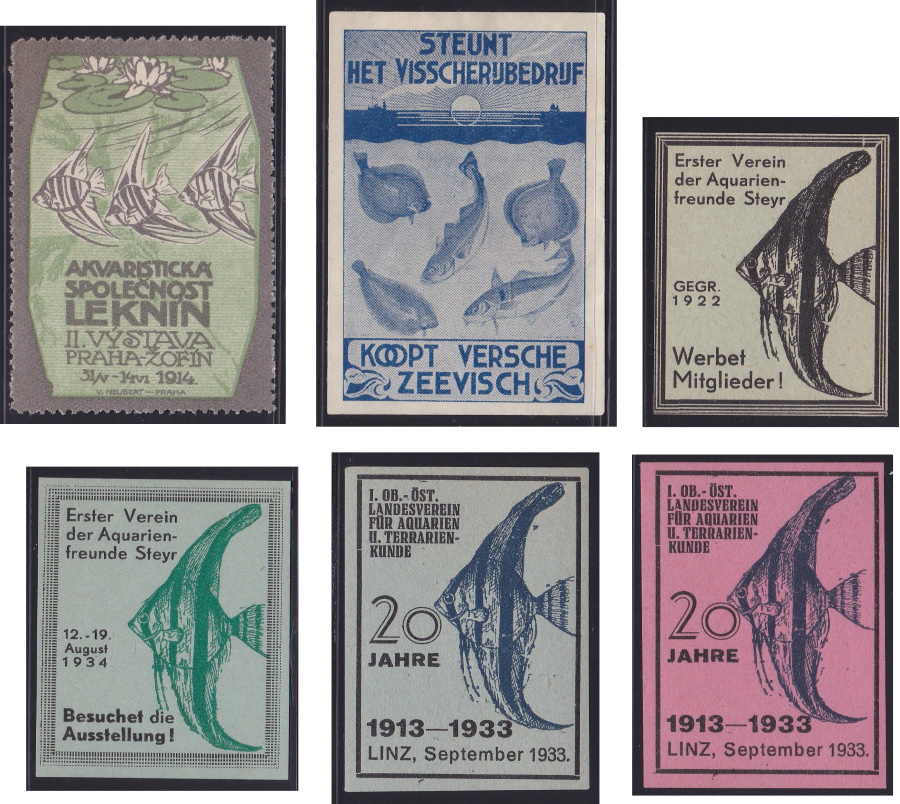 AKVARISTICKÁ
SPOLEČNOST
LEKNÍN
II. VÝSTAVA
PRAHA-ŽOFÍN
31/V - 14/VI 1914.
V. NEUBERT — PRAHA
STEUNT
HET VISSCHERIJBEDRIJF
KOOPT VERSCHE
ZEEVISCH
Erster Verein
der Aquarien-
freunde Steyr
GEGR.
1922
Werbet
Mitglieder!
Erster Verein
der Aquarien-
freunde Steyr
12.-19.
August
1934
Besuchet die
Ausstellung!
I. OB.-ÖST.
LANDESVEREIN
FÜR AQUARIEN
U. TERRARIEN-
KUNDE
20
JAHRE
1913—1933
LINZ, September 1933.
I. OB.-ÖST.
LANDESVEREIN
FÜR AQUARIEN
U. TERRARIEN-
KUNDE
20
JAHRE
1913—1933
LINZ, September 1933.